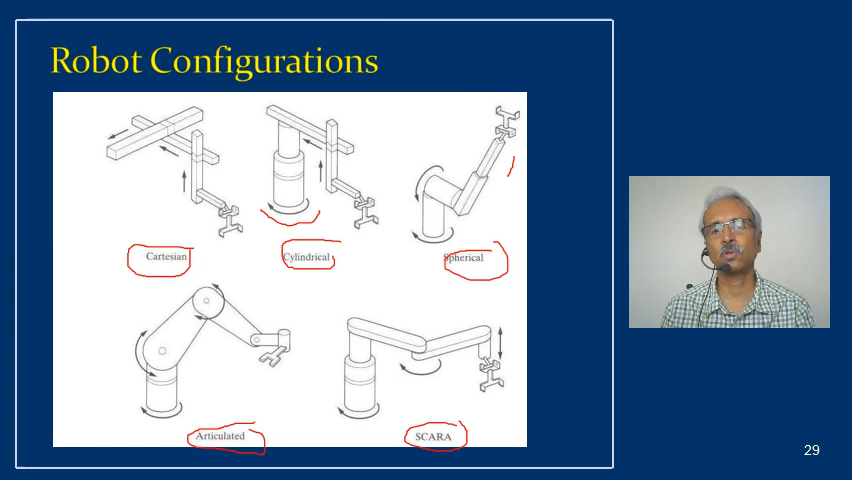 Robot Configurations
Cartesian
Cylindrical
Spherical
Articulated
SCARA
29